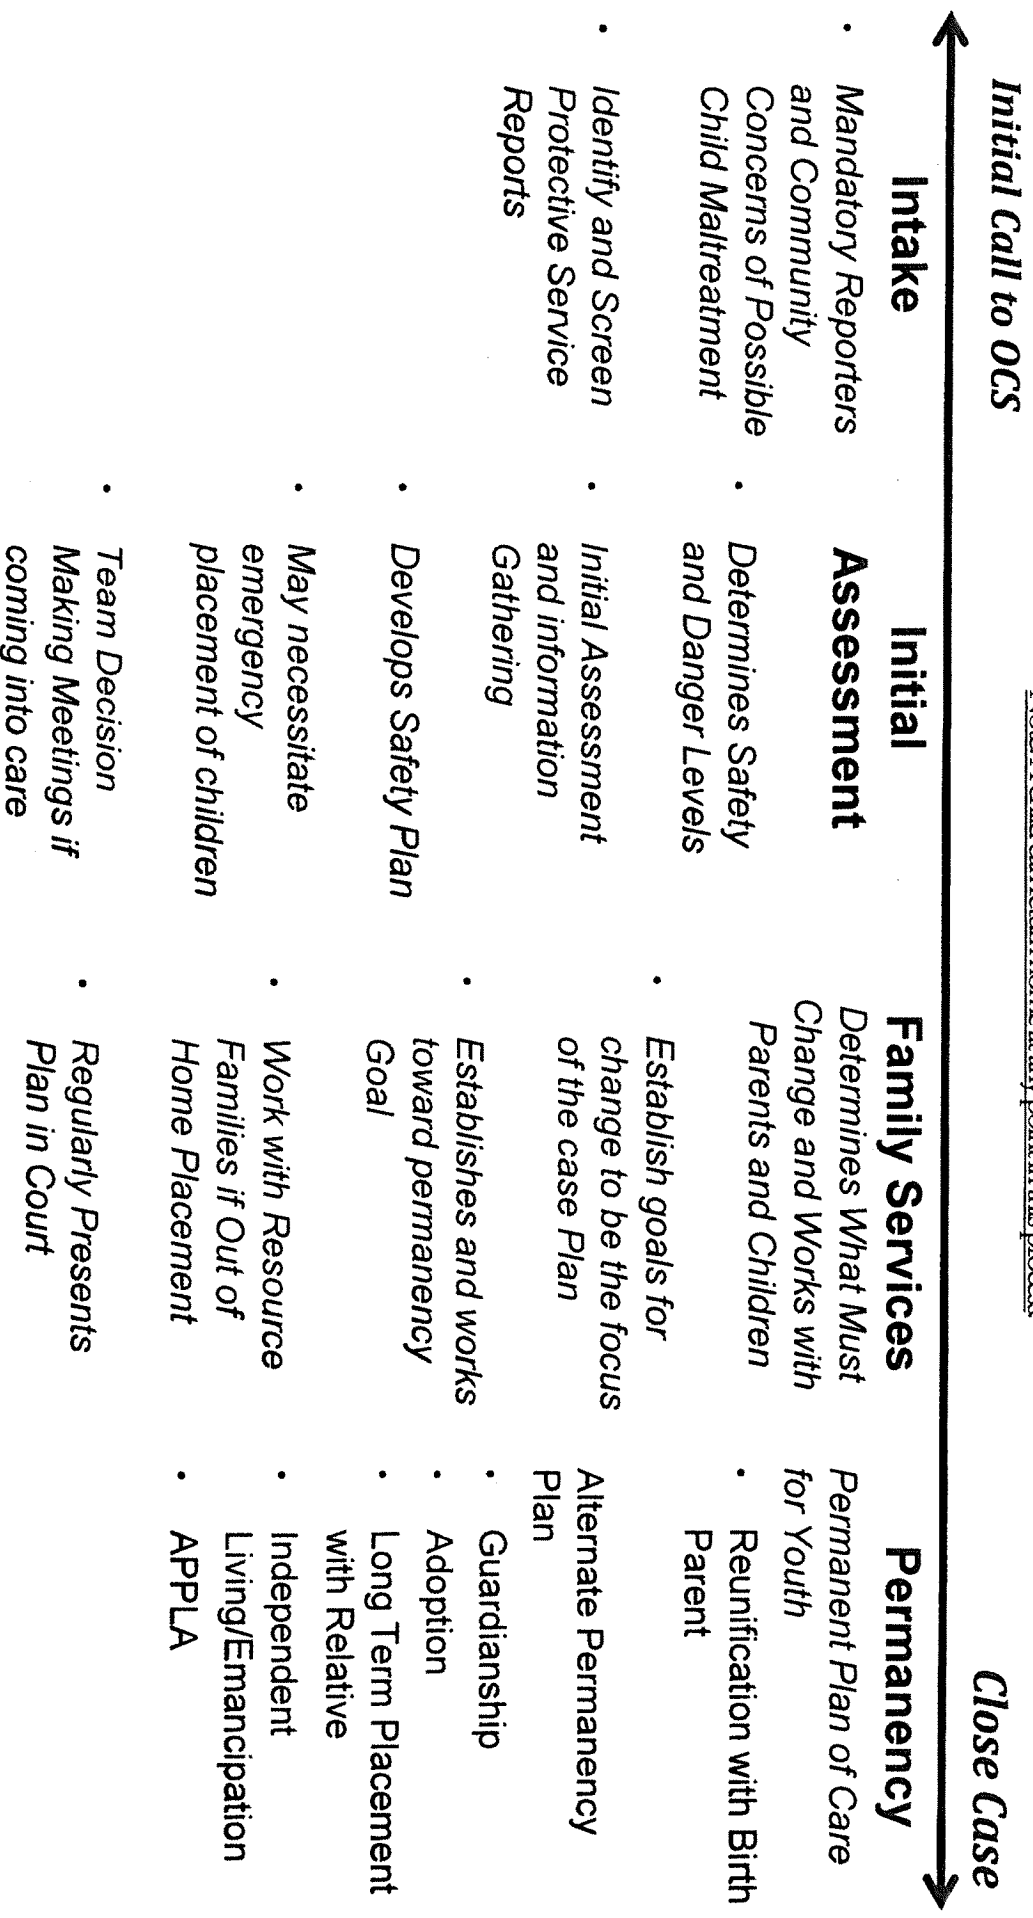 Initial Call to OCS
Close Case
Intake
Mandatory Reporters
and Community
Concerns of Possible
Child Maltreatment
Identify and Screen
Protective Service
Reports
Initial
Assessment
Determines Safety
and Danger Levels
Initial Assessment
and information
Gathering
Develops Safety Plan
May necessitate
emergency
placement of children
Team Decision
Making Meetings if
coming into care
Family Services
Determines What Must
Change and Works with
Parents and Children
Establish goals for
change to be the focus
of the case Plan
Establishes and works
toward permanency
Goal
Work with Resource
Families if Out of
Home Placement
Regularly Presents
Plan in Court
Permanency
Permanent Plan of Care
for Youth
Reunification with Birth
Parent
Alternate Permanency
Plan
Guardianship
Adoption
Long Term Placement
with Relative
Independent
Living/Emancipation
APPLA